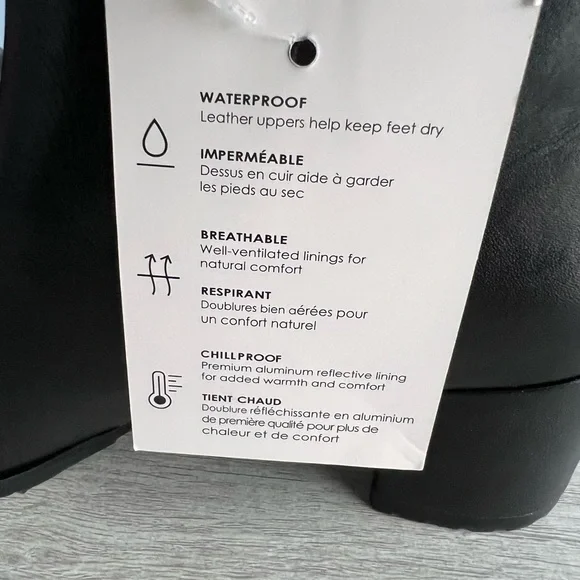 WATERPROOF
Leather uppers help keep feet dry
IMPERMÉABLE
Dessus en cuir aide à garder
les pieds au sec
BREATHABLE
Well-ventilated linings for
natural comfort
RESPIRANT
Doublures bien aérées pour
un confort naturel
CHILLPROOF
Premium aluminum reflective lining
for added warmth and comfort
TIENT CHAUD
Doublure réfléchissante en aluminium
de première qualité pour plus de
chaleur et de confort